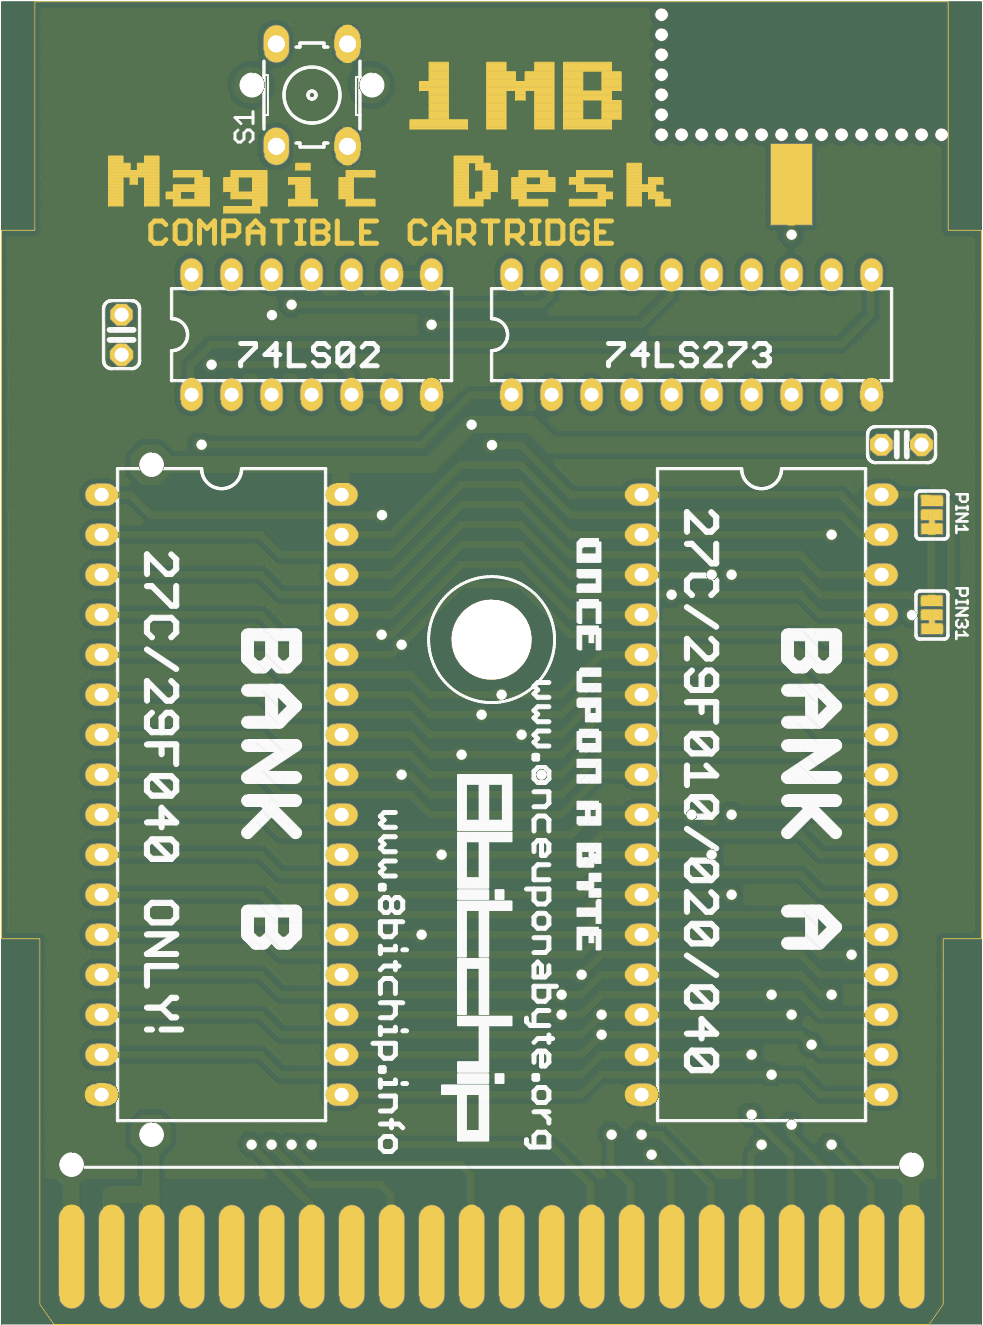 S1
1MB
Magic Desk
COMPATIBLE CARTRIDGE
74LS02
74LS273
PIN1
PIN31
27C/29F040 ONLY!
BANK B
www.8bitchip.info
8bitchip
www.onceuponabyte.org
ONCE UPON A BYTE
27C/29F010/020/040
BANK A